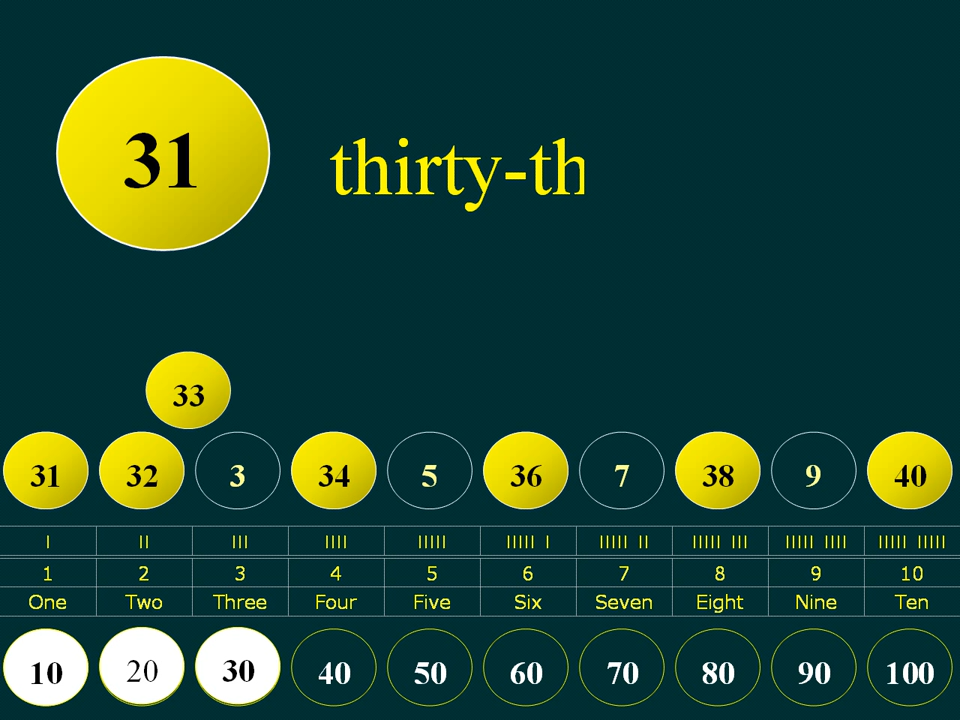 31
thirty-th
33
31 32 3 34 5 36 7 38 9 40
I II III IIII IIIII IIIII I IIIII II IIIII III IIIII IIII IIIII IIIII
1 2 3 4 5 6 7 8 9 10
One Two Three Four Five Six Seven Eight Nine Ten
10 20 30 40 50 60 70 80 90 100